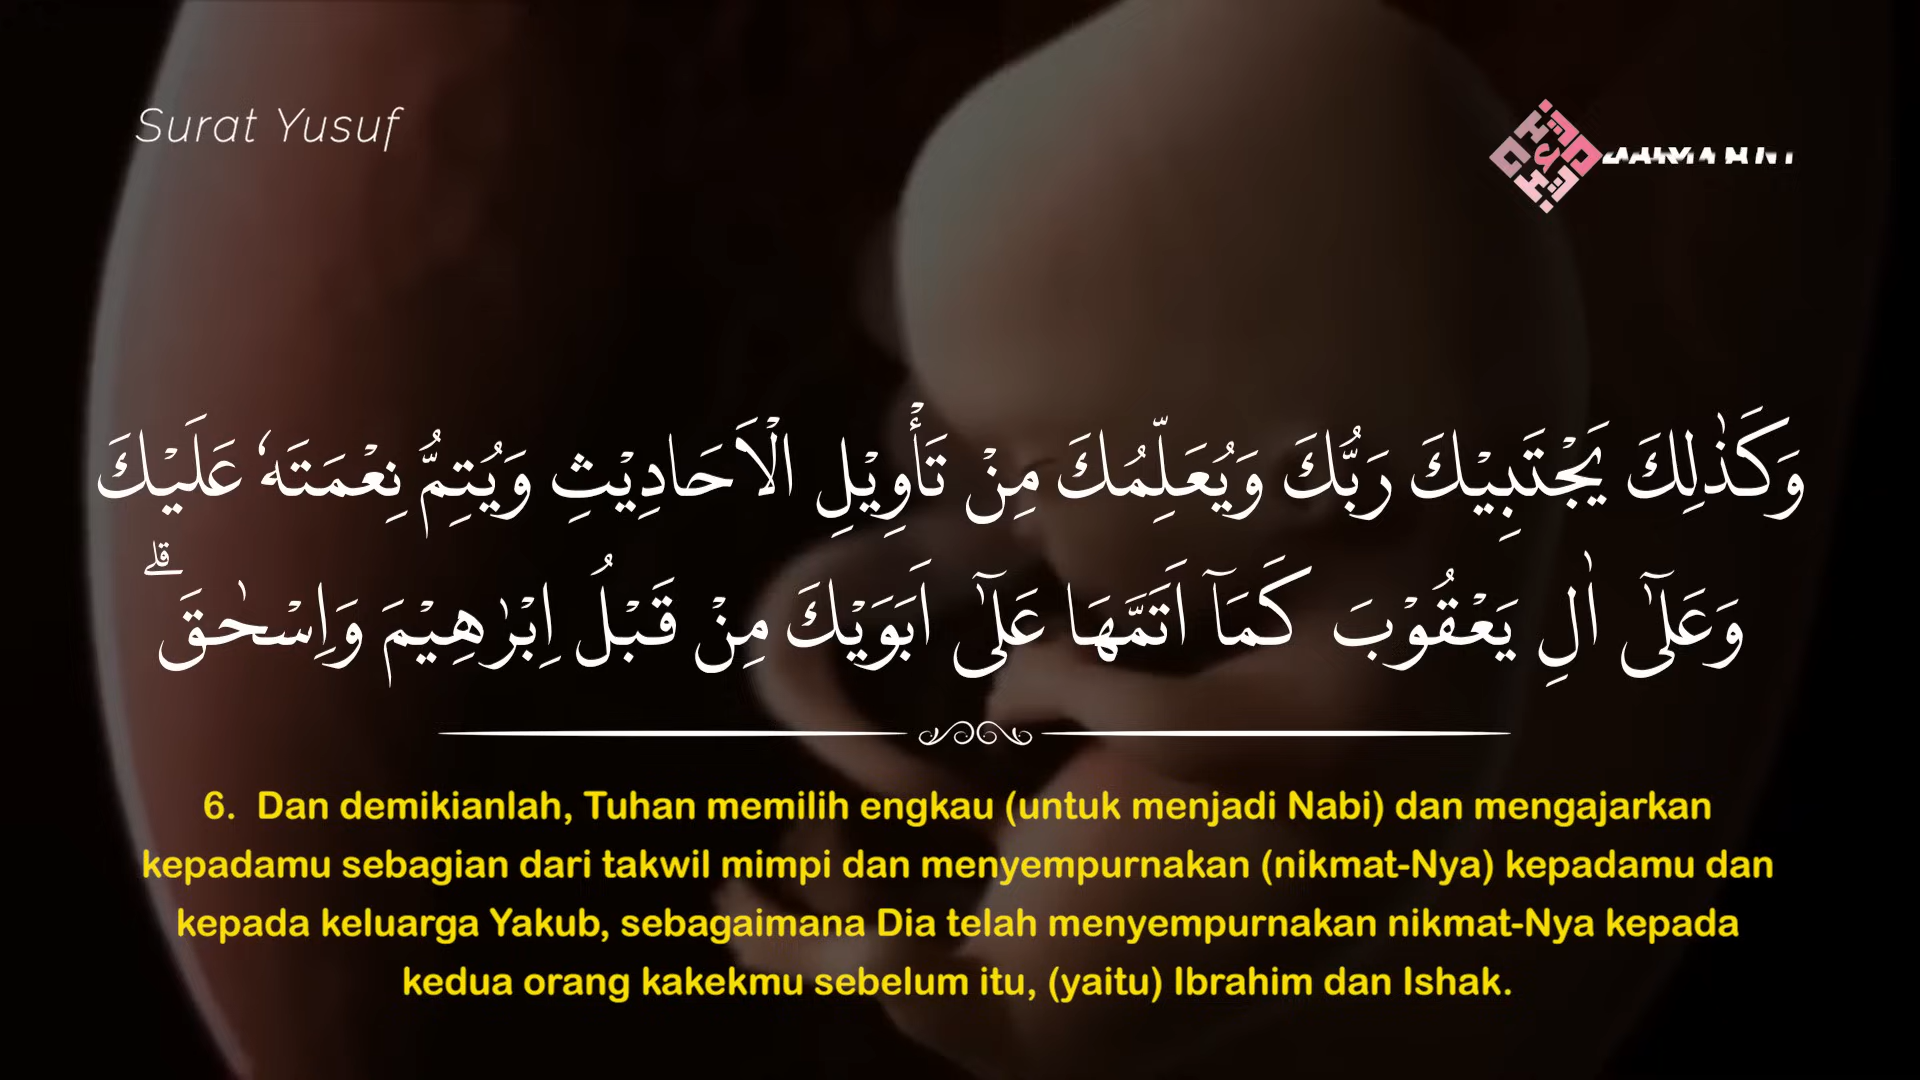 Surat Yusuf
وَكَذٰلِكَ يَجْتَبِيْكَ رَبُّكَ وَيُعَلِّمُكَ مِنْ تَأْوِيْلِ الْاَحَادِيْثِ وَيُتِمُّ نِعْمَتَهٗ عَلَيْكَ
وَعَلٰٓى اٰلِ يَعْقُوْبَ كَمَآ اَتَمَّهَا عَلٰٓى اَبَوَيْكَ مِنْ قَبْلُ اِبْرٰهِيْمَ وَاِسْحٰقَۗ
6. Dan demikianlah, Tuhan memilih engkau (untuk menjadi Nabi) dan mengajarkan
kepadamu sebagian dari takwil mimpi dan menyempurnakan (nikmat-Nya) kepadamu dan
kepada keluarga Yakub, sebagaimana Dia telah menyempurnakan nikmat-Nya kepada
kedua orang kakekmu sebelum itu, (yaitu) Ibrahim dan Ishak.